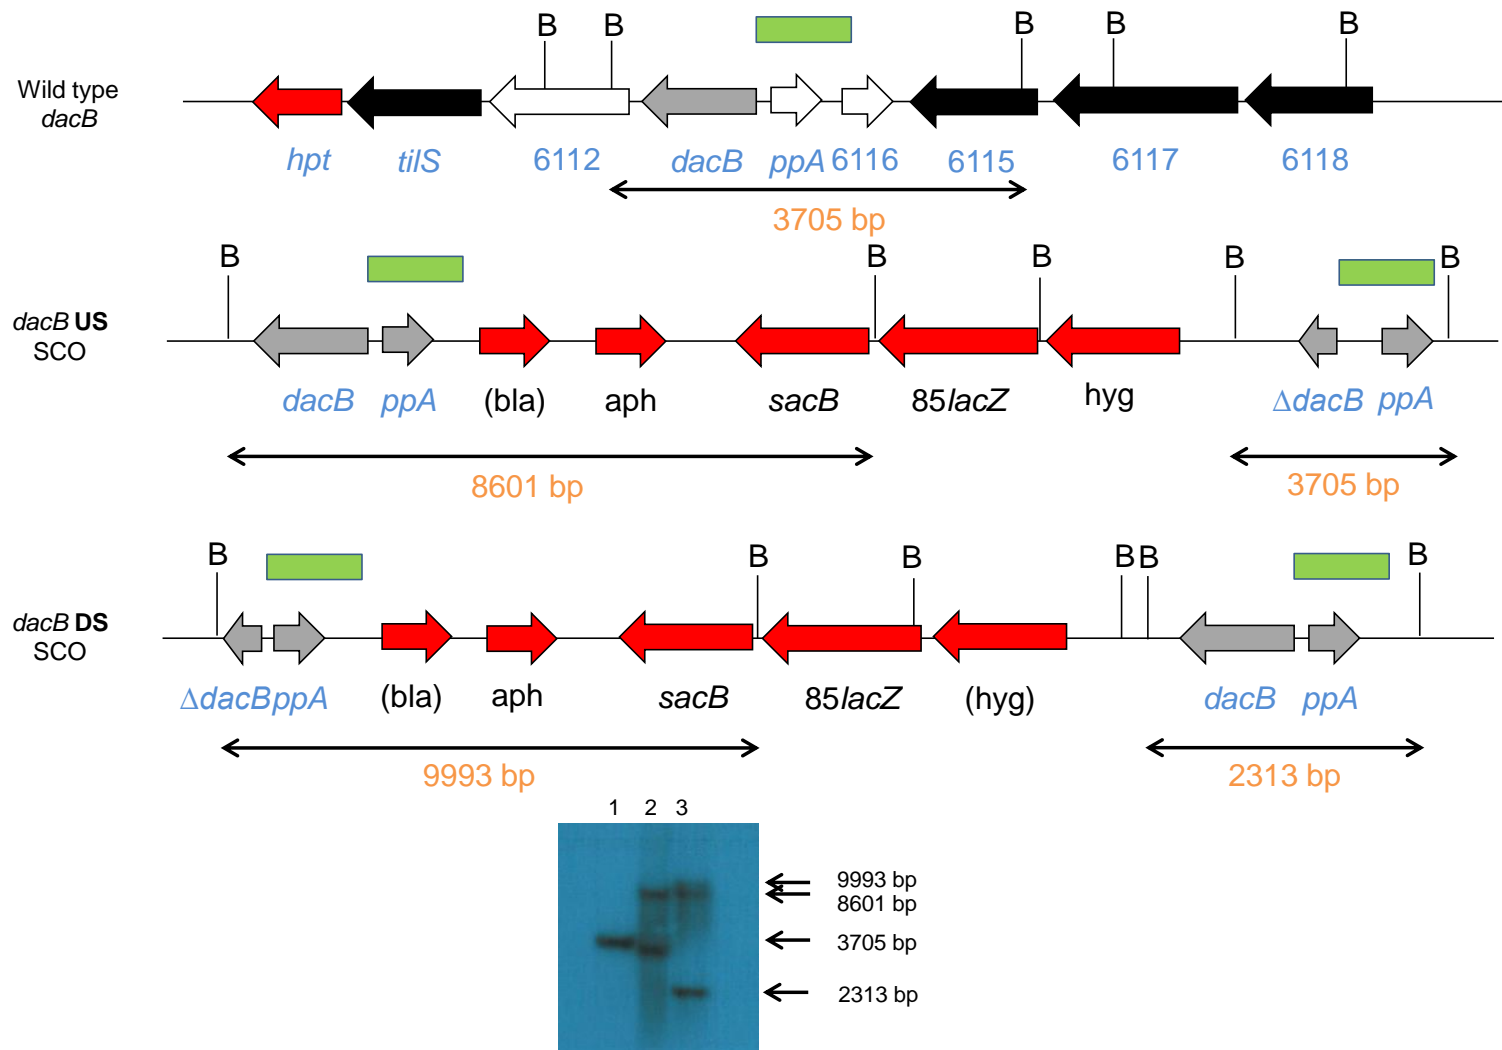 B B B B B
Wild type
dacB
hpt tilS 6112 dacB ppA 6116 6115 6117 6118
3705 bp
B B B B B
dacB US
SCO
dacB ppA (bla) aph sacB 85lacZ hyg ΔdacB ppA
8601 bp 3705 bp
B B B B B B
dacB DS
SCO
ΔdacB ppA (bla) aph sacB 85lacZ (hyg) dacB ppA
9993 bp 2313 bp
1 2 3
9993 bp
8601 bp
3705 bp
2313 bp